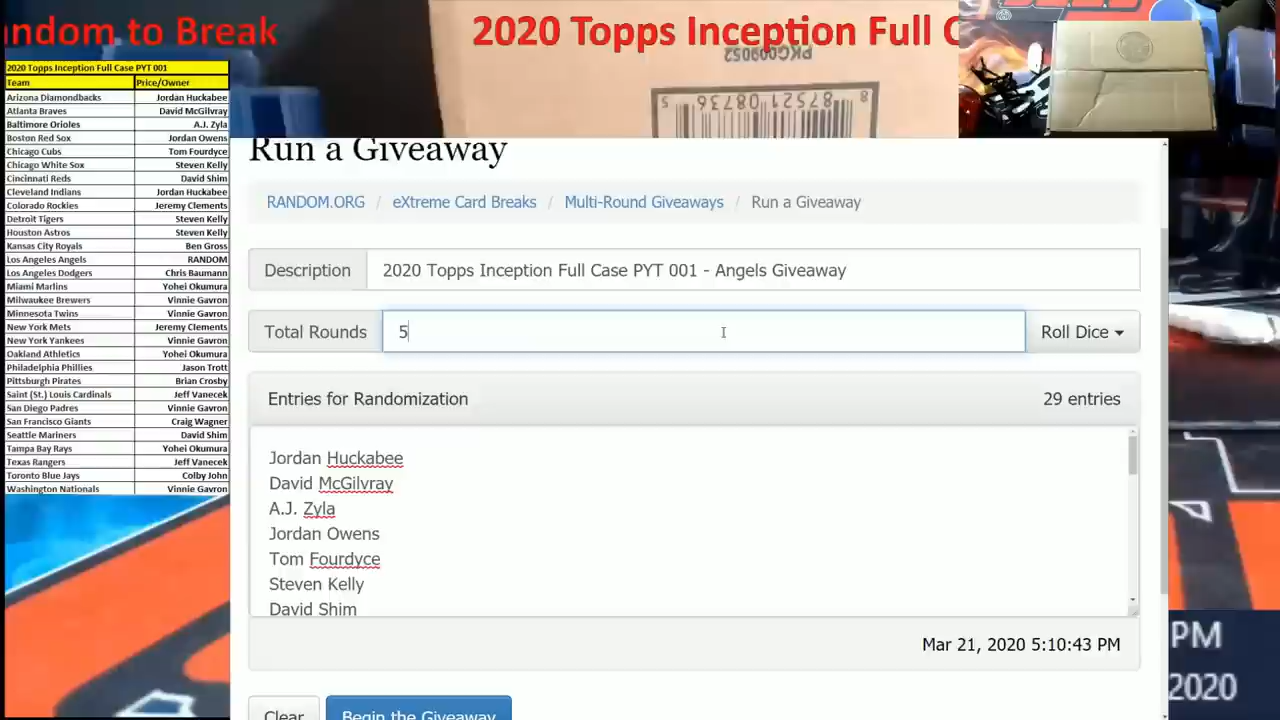 ndom to Break
2020 Topps Inception Full C
PKG009052
8 87521 08736 5
2020 Topps Inception Full Case PYT 001
Team Price/Owner
Arizona Diamondbacks Jordan Huckabee
Atlanta Braves David McGilvray
Baltimore Orioles A.J. Zyla
Boston Red Sox Jordan Owens
Chicago Cubs Tom Fourdyce
Chicago White Sox Steven Kelly
Cincinnati Reds David Shim
Cleveland Indians Jordan Huckabee
Colorado Rockies Jeremy Clements
Detroit Tigers Steven Kelly
Houston Astros Steven Kelly
Kansas City Royals Ben Gross
Los Angeles Angels RANDOM
Los Angeles Dodgers Chris Baumann
Miami Marlins Yohei Okumura
Milwaukee Brewers Vinnie Gavron
Minnesota Twins Vinnie Gavron
New York Mets Jeremy Clements
New York Yankees Vinnie Gavron
Oakland Athletics Yohei Okumura
Philadelphia Phillies Jason Trott
Pittsburgh Pirates Brian Crosby
Saint (St.) Louis Cardinals Jeff Vanecek
San Diego Padres Vinnie Gavron
San Francisco Giants Craig Wagner
Seattle Mariners David Shim
Tampa Bay Rays Yohei Okumura
Texas Rangers Jeff Vanecek
Toronto Blue Jays Colby John
Washington Nationals Vinnie Gavron
Run a Giveaway
RANDOM.ORG / eXtreme Card Breaks / Multi-Round Giveaways / Run a Giveaway
Description 2020 Topps Inception Full Case PYT 001 - Angels Giveaway
Total Rounds 5 Roll Dice
Entries for Randomization 29 entries
Jordan Huckabee
David McGilvray
A.J. Zyla
Jordan Owens
Tom Fourdyce
Steven Kelly
David Shim
Mar 21, 2020 5:10:43 PM
Clear Begin the Giveaway
PM
2020